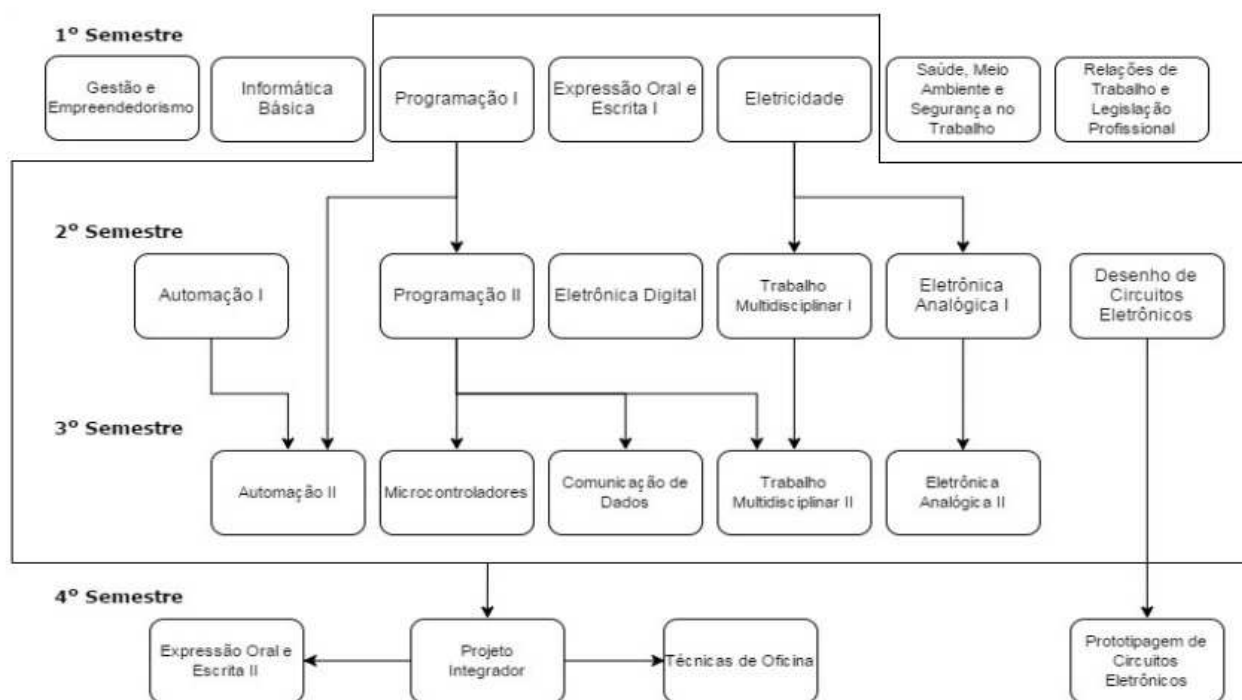 1º Semestre
Gestão e
Empreendedorismo
Informática
Básica
Programação I
Expressão Oral e
Escrita I
Eletricidade
Saúde, Meio
Ambiente e
Segurança no
Trabalho
Relações de
Trabalho e
Legislação
Profissional
2º Semestre
Automação I
Programação II
Eletrônica Digital
Trabalho
Multidisciplinar I
Eletrônica
Analógica I
Desenho de
Circuitos
Eletrônicos
3º Semestre
Automação II
Microcontroladores
Comunicação de
Dados
Trabalho
Multidisciplinar II
Eletrônica
Analógica II
4º Semestre
Expressão Oral e
Escrita II
Projeto
Integrador
Técnicas de Oficina
Prototipagem de
Circuitos
Eletrônicos